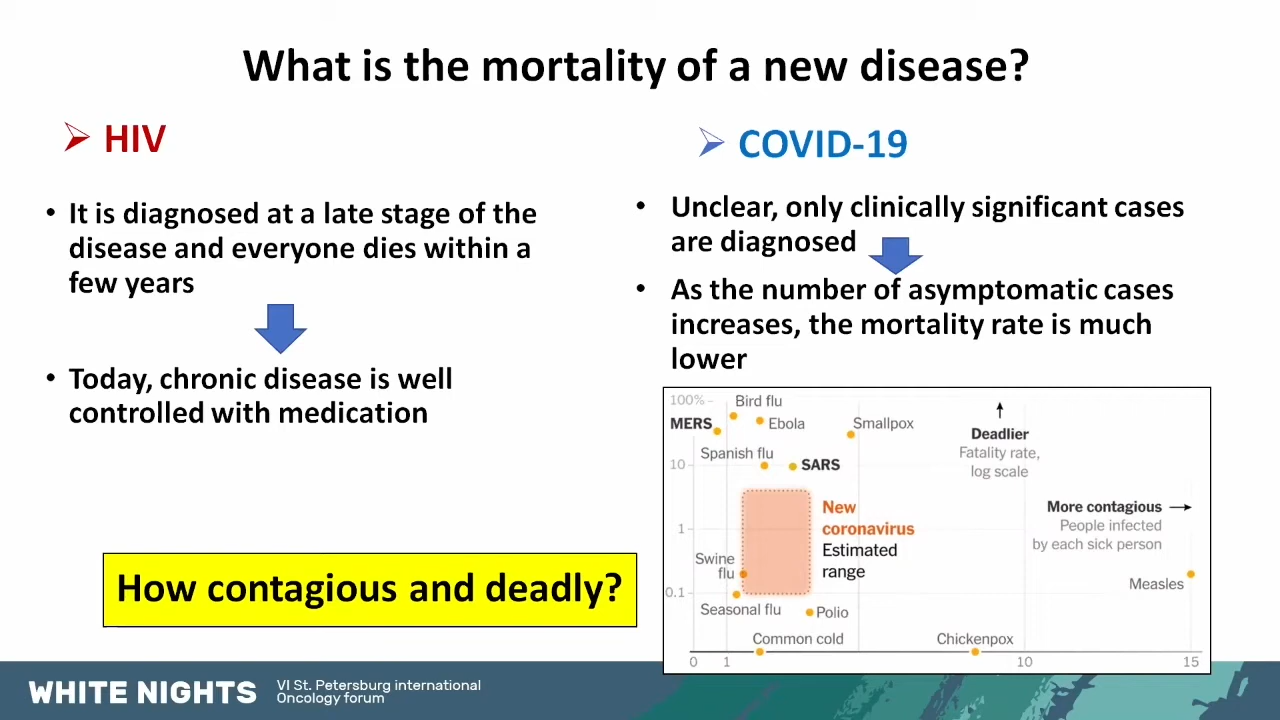 What is the mortality of a new disease?
HIV
It is diagnosed at a late stage of the
disease and everyone dies within a
few years
Today, chronic disease is well
controlled with medication
How contagious and deadly?
COVID-19
Unclear, only clinically significant cases
are diagnosed
As the number of asymptomatic cases
increases, the mortality rate is much
lower
100%
Bird flu
MERS
Ebola
Smallpox
Deadlier
Fatality rate,
log scale
Spanish flu
10
SARS
New
coronavirus
Estimated
range
More contagious
People infected
by each sick person
1
Swine
flu
Measles
0.1
Seasonal flu
Polio
Common cold
Chickenpox
0
1
10
15
WHITE NIGHTS
VI St. Petersburg international
Oncology forum